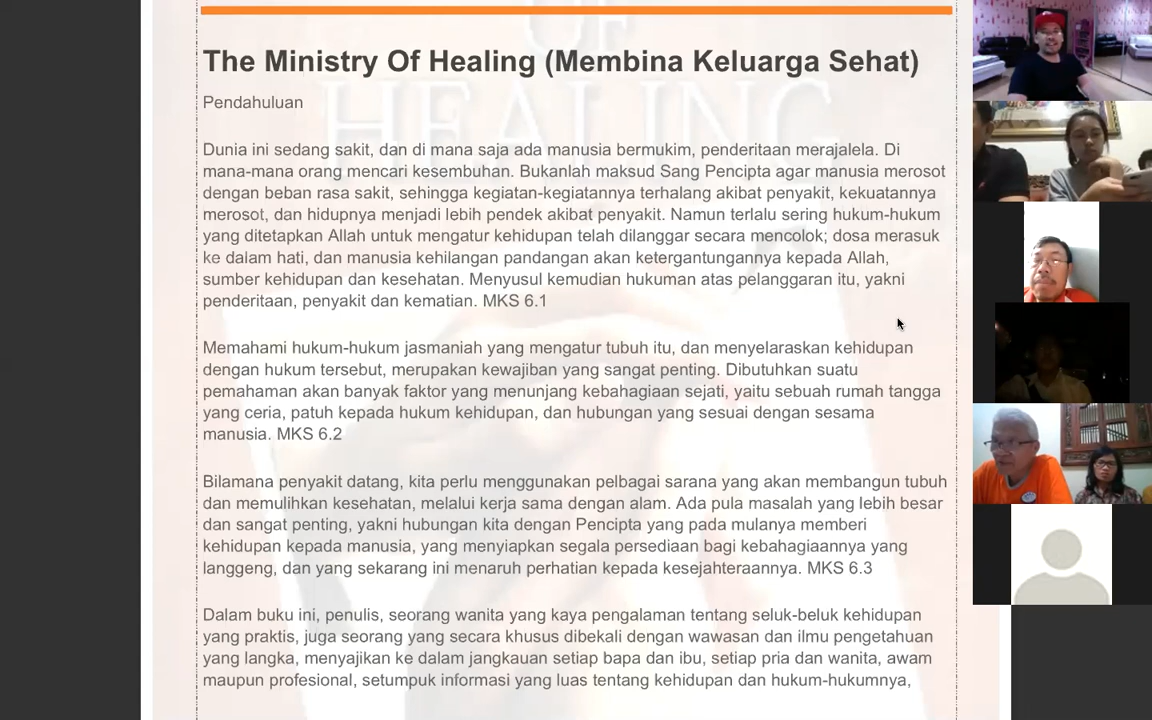 OF
HEALING
The Ministry Of Healing (Membina Keluarga Sehat)
Pendahuluan
Dunia ini sedang sakit, dan di mana saja ada manusia bermukim, penderitaan merajalela. Di
mana-mana orang mencari kesembuhan. Bukanlah maksud Sang Pencipta agar manusia merosot
dengan beban rasa sakit, sehingga kegiatan-kegiatannya terhalang akibat penyakit, kekuatannya
merosot, dan hidupnya menjadi lebih pendek akibat penyakit. Namun terlalu sering hukum-hukum
yang ditetapkan Allah untuk mengatur kehidupan telah dilanggar secara mencolok; dosa merasuk
ke dalam hati, dan manusia kehilangan pandangan akan ketergantungannya kepada Allah,
sumber kehidupan dan kesehatan. Menyusul kemudian hukuman atas pelanggaran itu, yakni
penderitaan, penyakit dan kematian. MKS 6.1
Memahami hukum-hukum jasmaniah yang mengatur tubuh itu, dan menyelaraskan kehidupan
dengan hukum tersebut, merupakan kewajiban yang sangat penting. Dibutuhkan suatu
pemahaman akan banyak faktor yang menunjang kebahagiaan sejati, yaitu sebuah rumah tangga
yang ceria, patuh kepada hukum kehidupan, dan hubungan yang sesuai dengan sesama
manusia. MKS 6.2
Bilamana penyakit datang, kita perlu menggunakan pelbagai sarana yang akan membangun tubuh
dan memulihkan kesehatan, melalui kerja sama dengan alam. Ada pula masalah yang lebih besar
dan sangat penting, yakni hubungan kita dengan Pencipta yang pada mulanya memberi
kehidupan kepada manusia, yang menyiapkan segala persediaan bagi kebahagiaannya yang
langgeng, dan yang sekarang ini menaruh perhatian kepada kesejahteraannya. MKS 6.3
Dalam buku ini, penulis, seorang wanita yang kaya pengalaman tentang seluk-beluk kehidupan
yang praktis, juga seorang yang secara khusus dibekali dengan wawasan dan ilmu pengetahuan
yang langka, menyajikan ke dalam jangkauan setiap bapa dan ibu, setiap pria dan wanita, awam
maupun profesional, setumpuk informasi yang luas tentang kehidupan dan hukum-hukumnya,